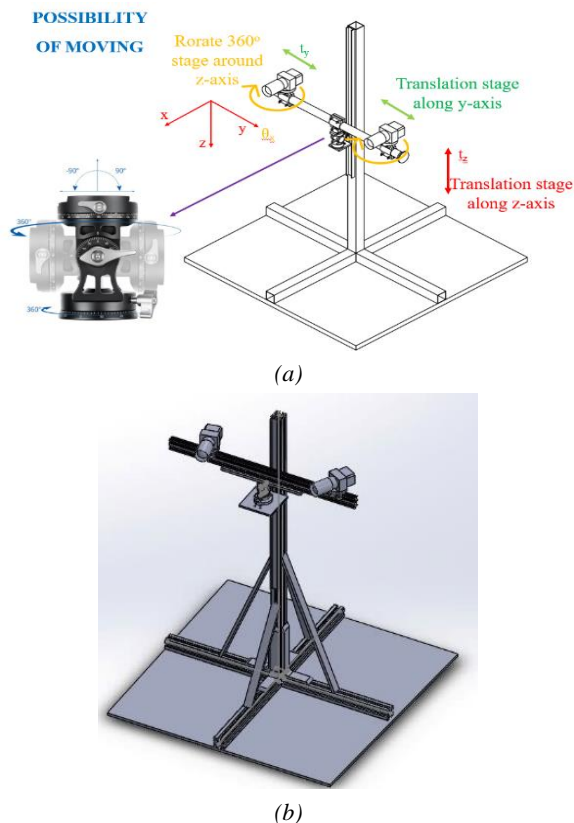 POSSIBILITY
OF MOVING
Rorate 360°
stage around
z-axis
t_y
Translation stage
along y-axis
x
y
z
θ_z
t_z
Translation stage
along z-axis
-90°
90°
360°
360°
(a)
(b)